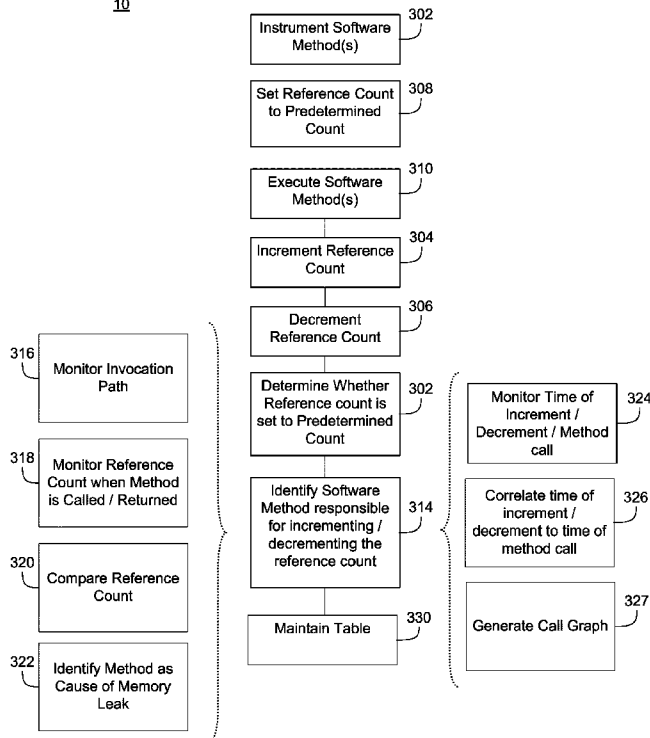 10
Instrument Software
Method(s)
302
Set Reference Count
to Predetermined
Count
308
Execute Software
Method(s)
310
Increment Reference
Count
304
Decrement
Reference Count
306
Determine Whether
Reference count is
set to Predetermined
Count
302
Identify Software
Method responsible
for incrementing /
decrementing the
reference count
314
Maintain Table
330
316
Monitor Invocation
Path
318
Monitor Reference
Count when Method
is Called / Returned
320
Compare Reference
Count
322
Identify Method as
Cause of Memory
Leak
Monitor Time of
Increment /
Decrement / Method
call
324
Correlate time of
increment /
decrement to time of
method call
326
Generate Call Graph
327